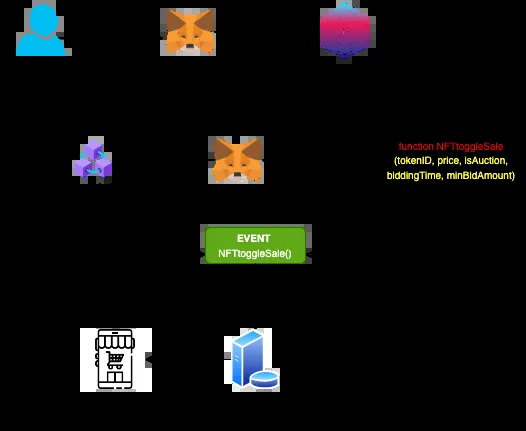 function NFTtoggleSale
(tokenID, price, isAuction,
biddingTime, minBidAmount)
EVENT
NFTtoggleSale()